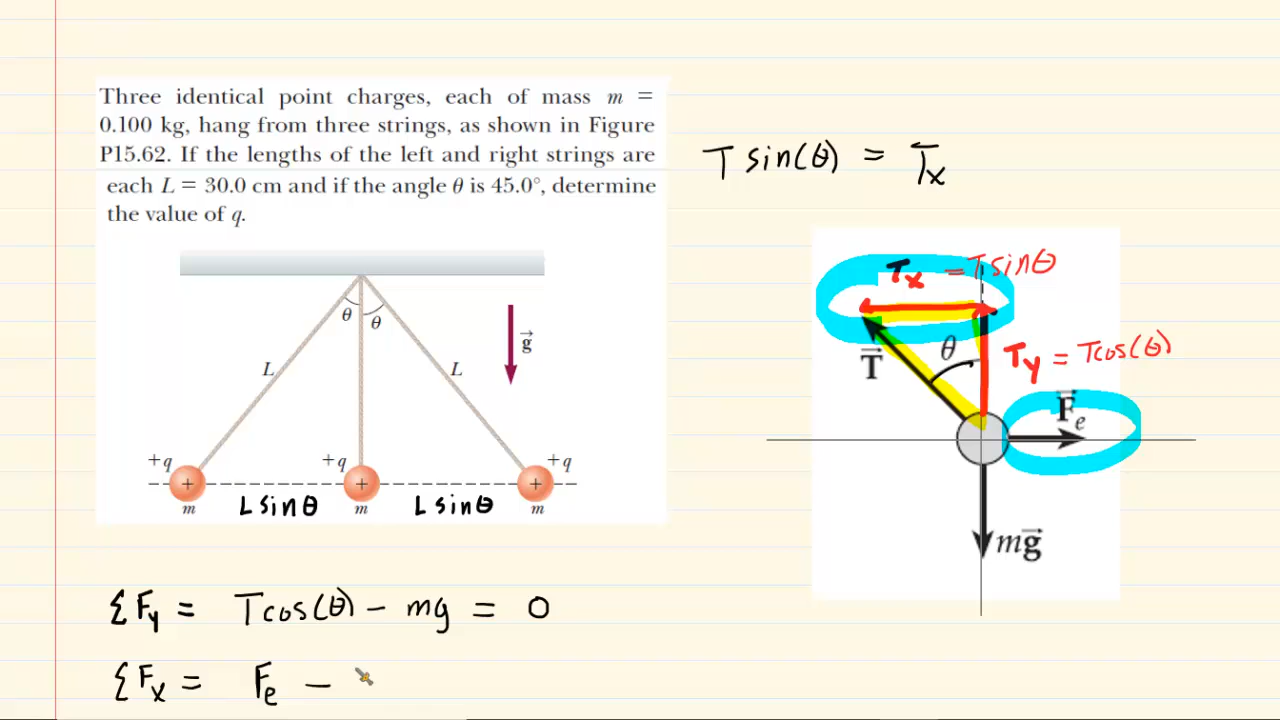 Three identical point charges, each of mass m =
0.100 kg, hang from three strings, as shown in Figure
P15.62. If the lengths of the left and right strings are
each L = 30.0 cm and if the angle θ is 45.0°, determine
the value of q.
T sin(θ) = Tx
Tx = T sinθ
θ θ
g⃗
θ
T⃗
Ty = T cos(θ)
L L
F⃗e
+q +q +q
+ + +
m L sinθ m L sinθ m
mg⃗
ΣFy = T cos(θ) − mg = 0
ΣFx = Fe −